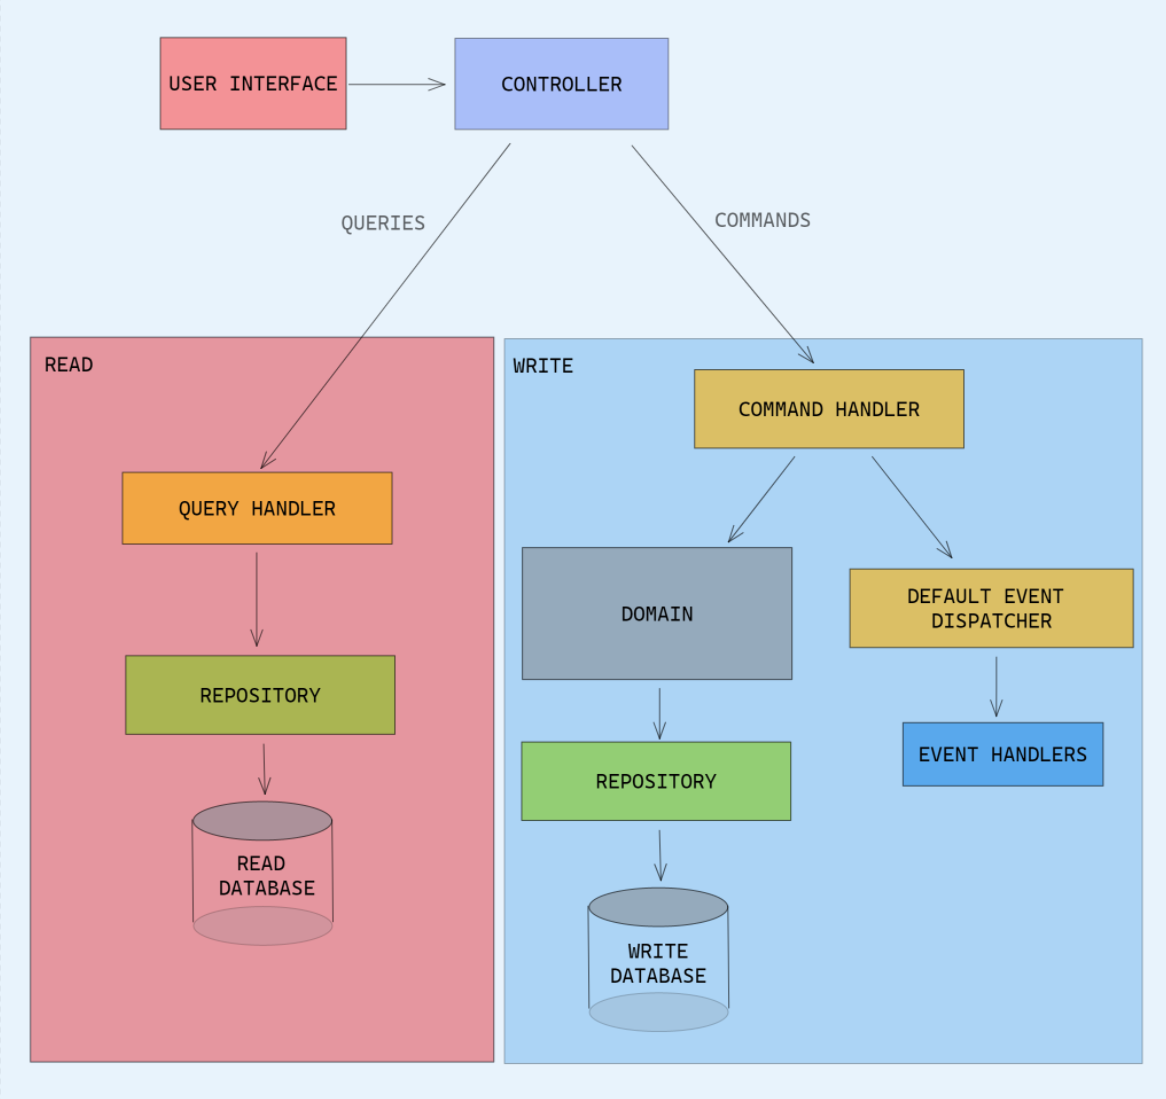 USER INTERFACE
CONTROLLER
QUERIES
COMMANDS
READ
QUERY HANDLER
REPOSITORY
READ
DATABASE
WRITE
COMMAND HANDLER
DOMAIN
DEFAULT EVENT
DISPATCHER
REPOSITORY
EVENT HANDLERS
WRITE
DATABASE